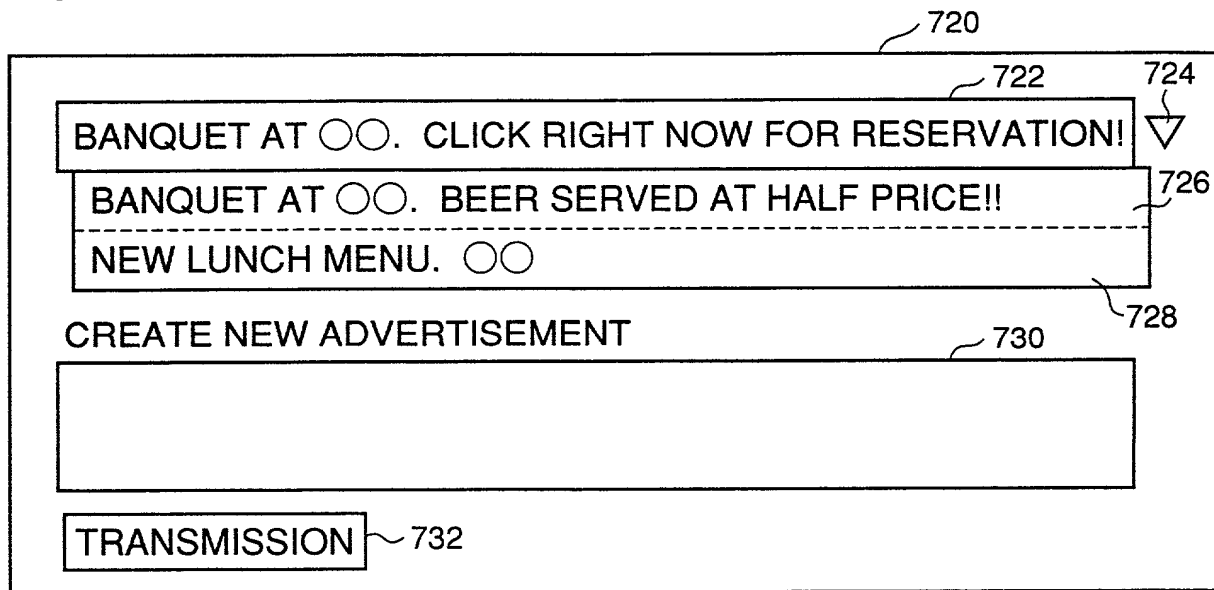 720
722
724
BANQUET AT ○○. CLICK RIGHT NOW FOR RESERVATION!
BANQUET AT ○○. BEER SERVED AT HALF PRICE!!
726
NEW LUNCH MENU. ○○
728
CREATE NEW ADVERTISEMENT
730
TRANSMISSION
732